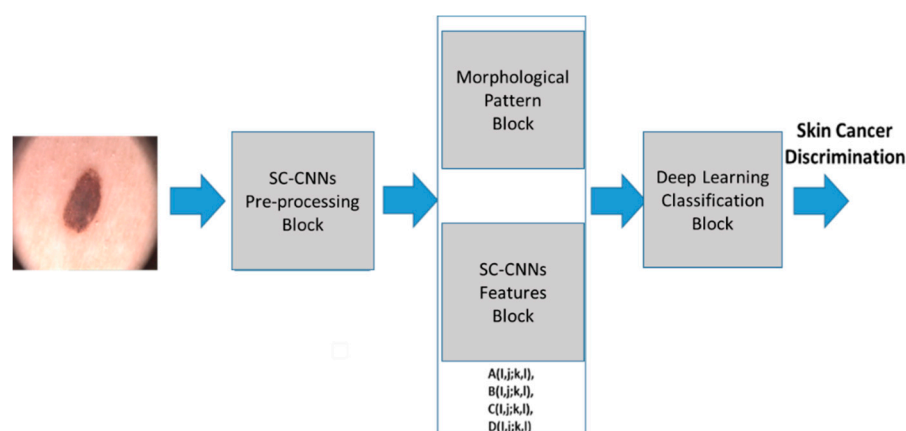 SC-CNNs
Pre-processing
Block
Morphological
Pattern
Block
SC-CNNs
Features
Block
A(I,j;k,l),
B(I,j;k,l),
C(I,j;k,l),
D(I,j;k,l)
Deep Learning
Classification
Block
Skin Cancer
Discrimination